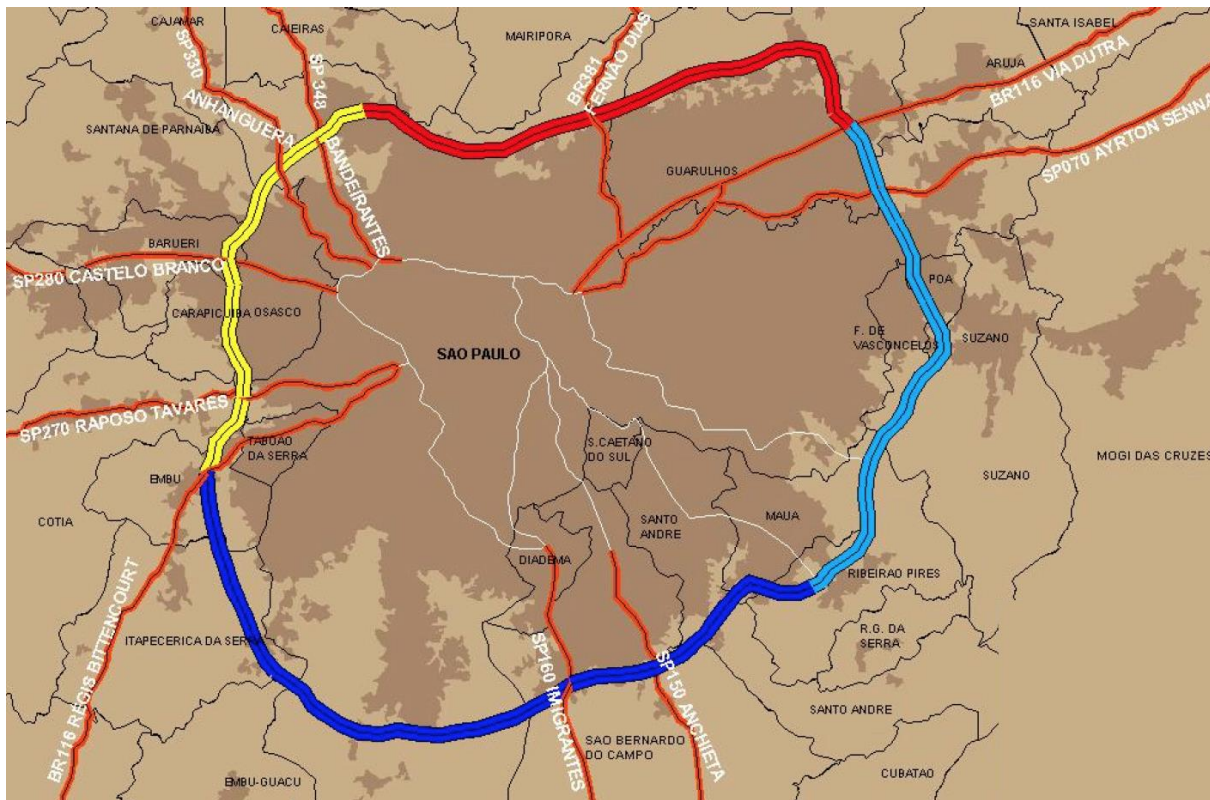 CAJAMAR
CAIEIRAS
MAIRIPORA
SANTA ISABEL
SP330
SP 348
BR381
FERNÃO DIAS
ARUJA
BR116 VIA DUTRA
ANHANGUERA
SANTANA DE PARNAIBA
BANDEIRANTES
GUARULHOS
SP070 AYRTON SENNA
BARUERI
SP280 CASTELO BRANCO
POA
CARAPICUIBA
OSASCO
F. DE
VASCONCELOS
SUZANO
SAO PAULO
SP270 RAPOSO TAVARES
TABOAO
DA SERRA
S.CAETANO
DO SUL
MOGI DAS CRUZES
EMBU
SUZANO
COTIA
SANTO
ANDRE
MAUA
DIADEMA
RIBEIRAO PIRES
BR116 REGIS BITTENCOURT
ITAPECERICA DA SERRA
R.G. DA
SERRA
SP160 IMIGRANTES
SP150 ANCHIETA
SANTO ANDRE
SAO BERNARDO
DO CAMPO
EMBU-GUACU
CUBATAO